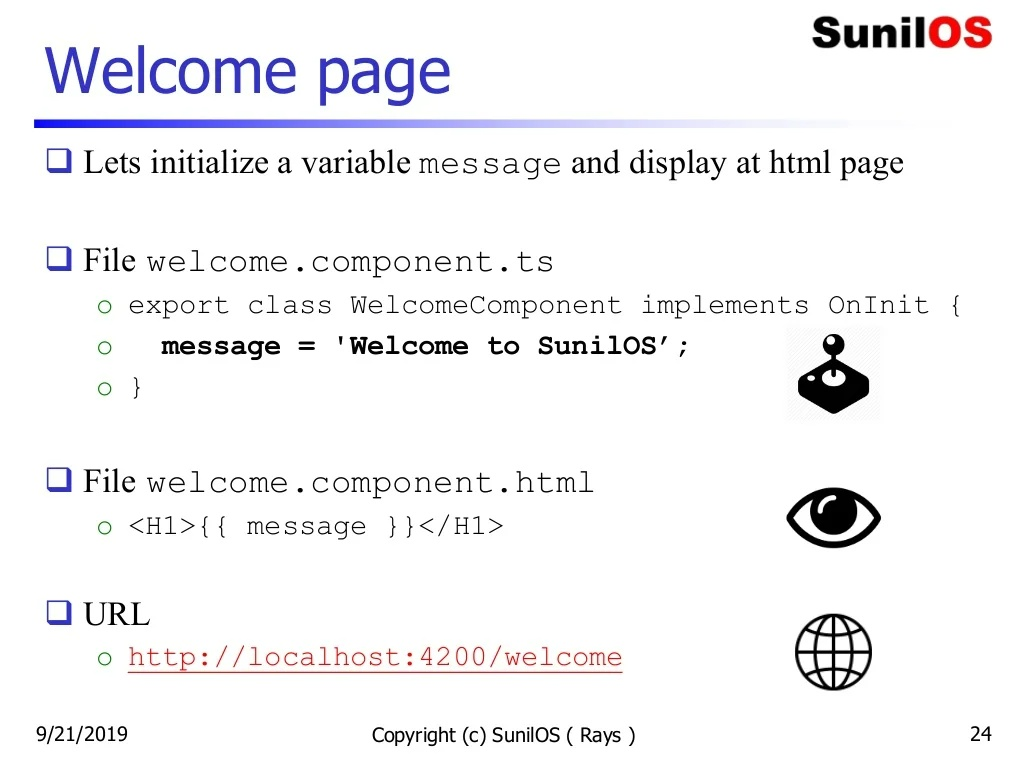 SunilOS
Welcome page
Lets initialize a variable message and display at html page
File welcome.component.ts
export class WelcomeComponent implements OnInit {
message = 'Welcome to SunilOS’;
}
File welcome.component.html
<H1>{{ message }}</H1>
URL
http://localhost:4200/welcome
9/21/2019
Copyright (c) SunilOS ( Rays )
24